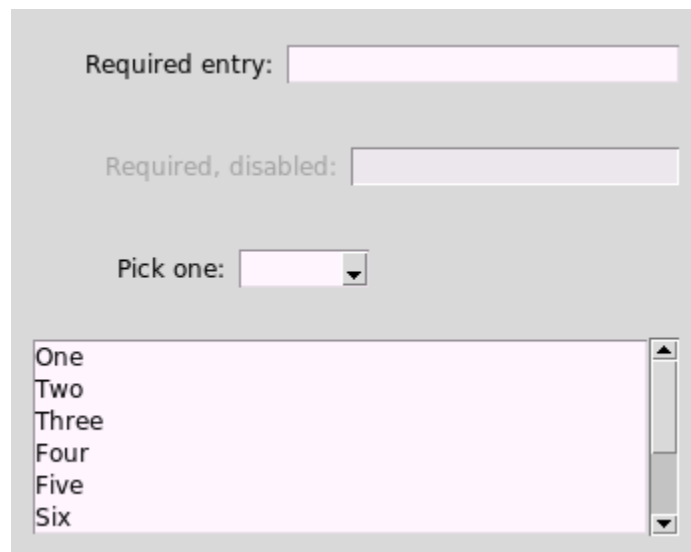 Required entry:
Required, disabled:
Pick one:
One
Two
Three
Four
Five
Six